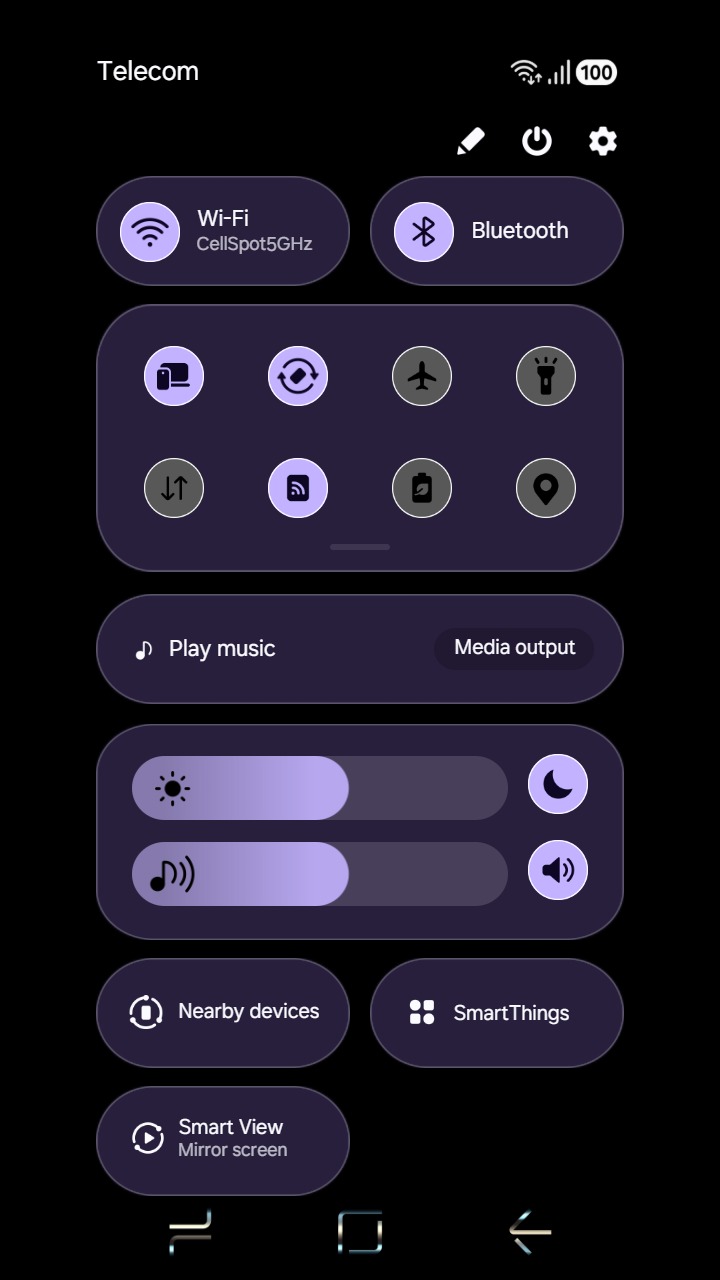 Telecom
100
Wi-Fi
CellSpot5GHz
Bluetooth
Play music
Media output
Nearby devices
SmartThings
Smart View
Mirror screen